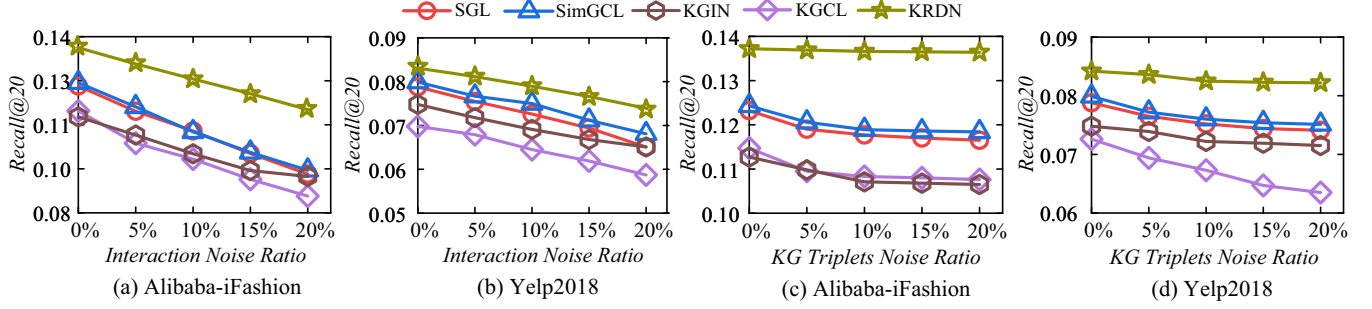 SGL SimGCL KGIN KGCL KRDN
Recall@20
0.14
0.13
0.11
0.10
0.08
0% 5% 10% 15% 20%
Interaction Noise Ratio
(a) Alibaba-iFashion
Recall@20
0.09
0.08
0.07
0.06
0.05
0% 5% 10% 15% 20%
Interaction Noise Ratio
(b) Yelp2018
Recall@20
0.14
0.13
0.12
0.11
0.10
0% 5% 10% 15% 20%
KG Triplets Noise Ratio
(c) Alibaba-iFashion
Recall@20
0.09
0.08
0.07
0.06
0% 5% 10% 15% 20%
KG Triplets Noise Ratio
(d) Yelp2018